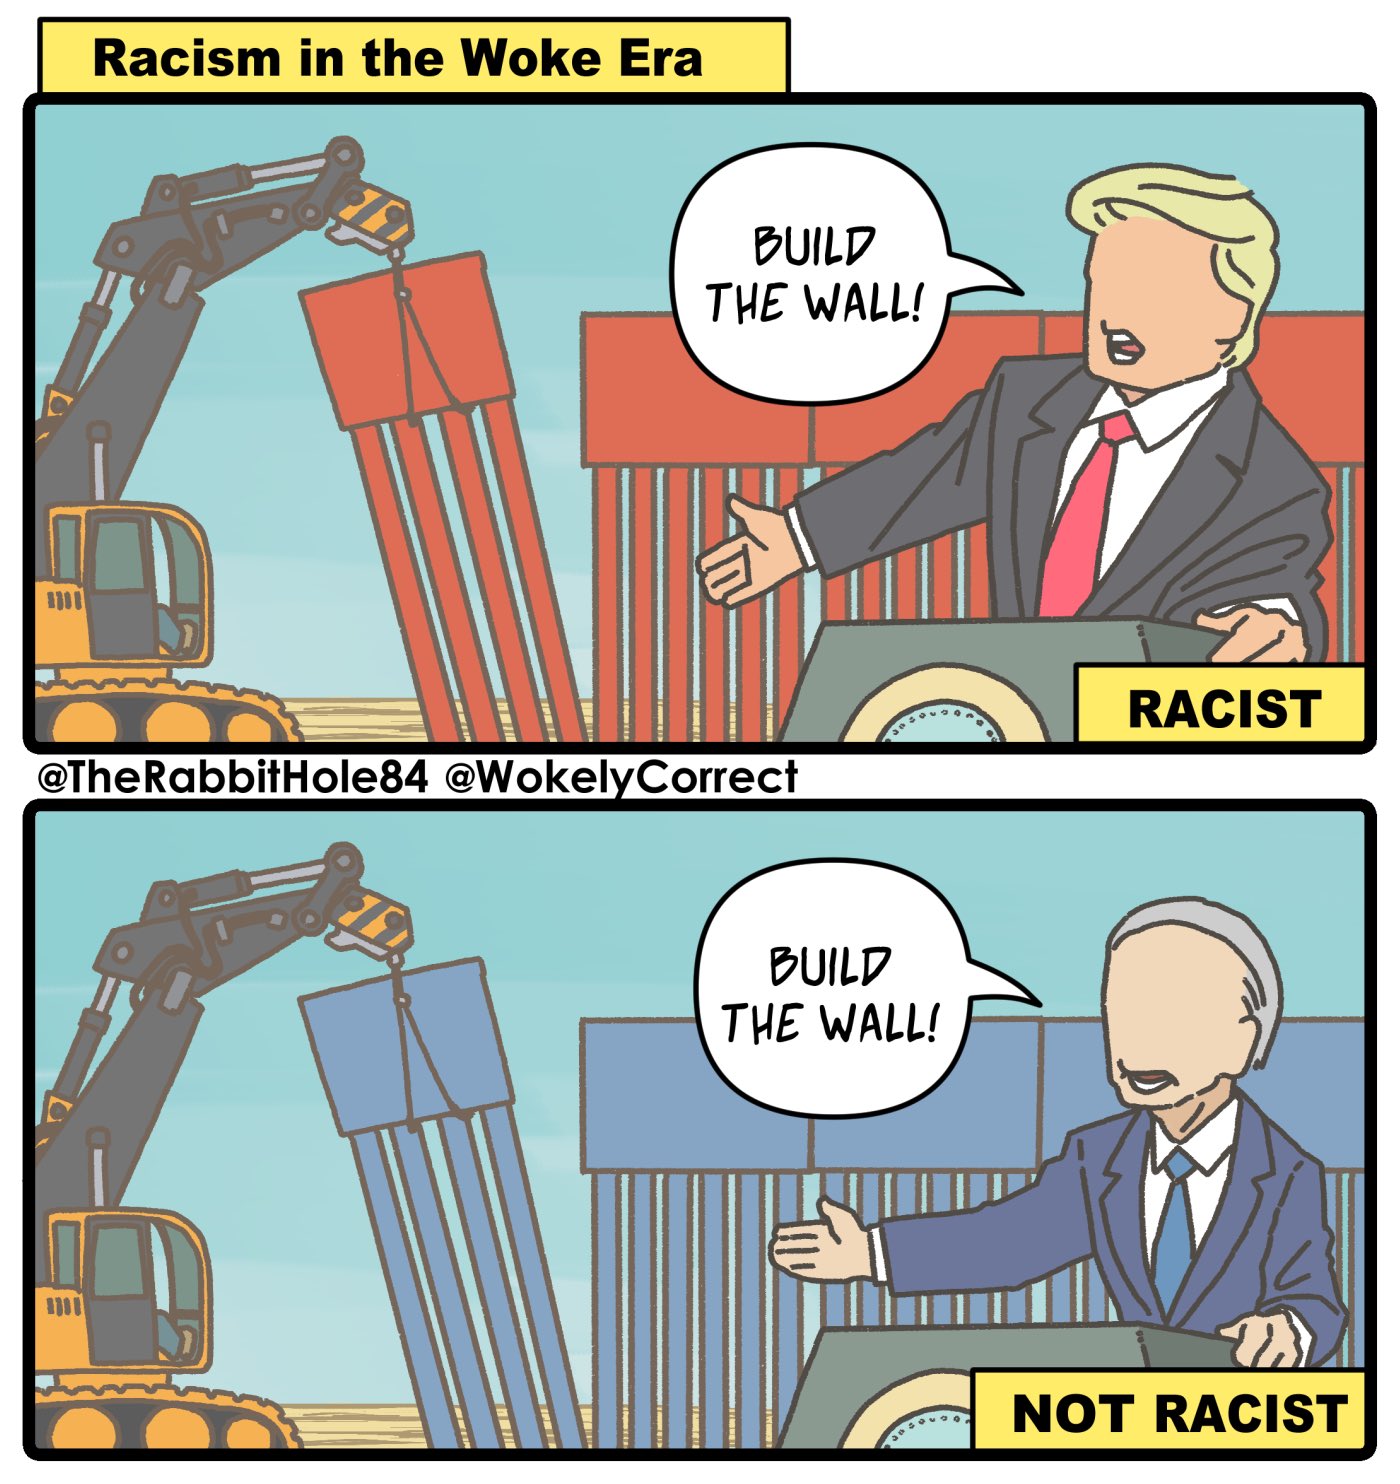 Racism in the Woke Era
BUILD
THE WALL!
RACIST
@TheRabbitHole84 @WokelyCorrect
BUILD
THE WALL!
NOT RACIST